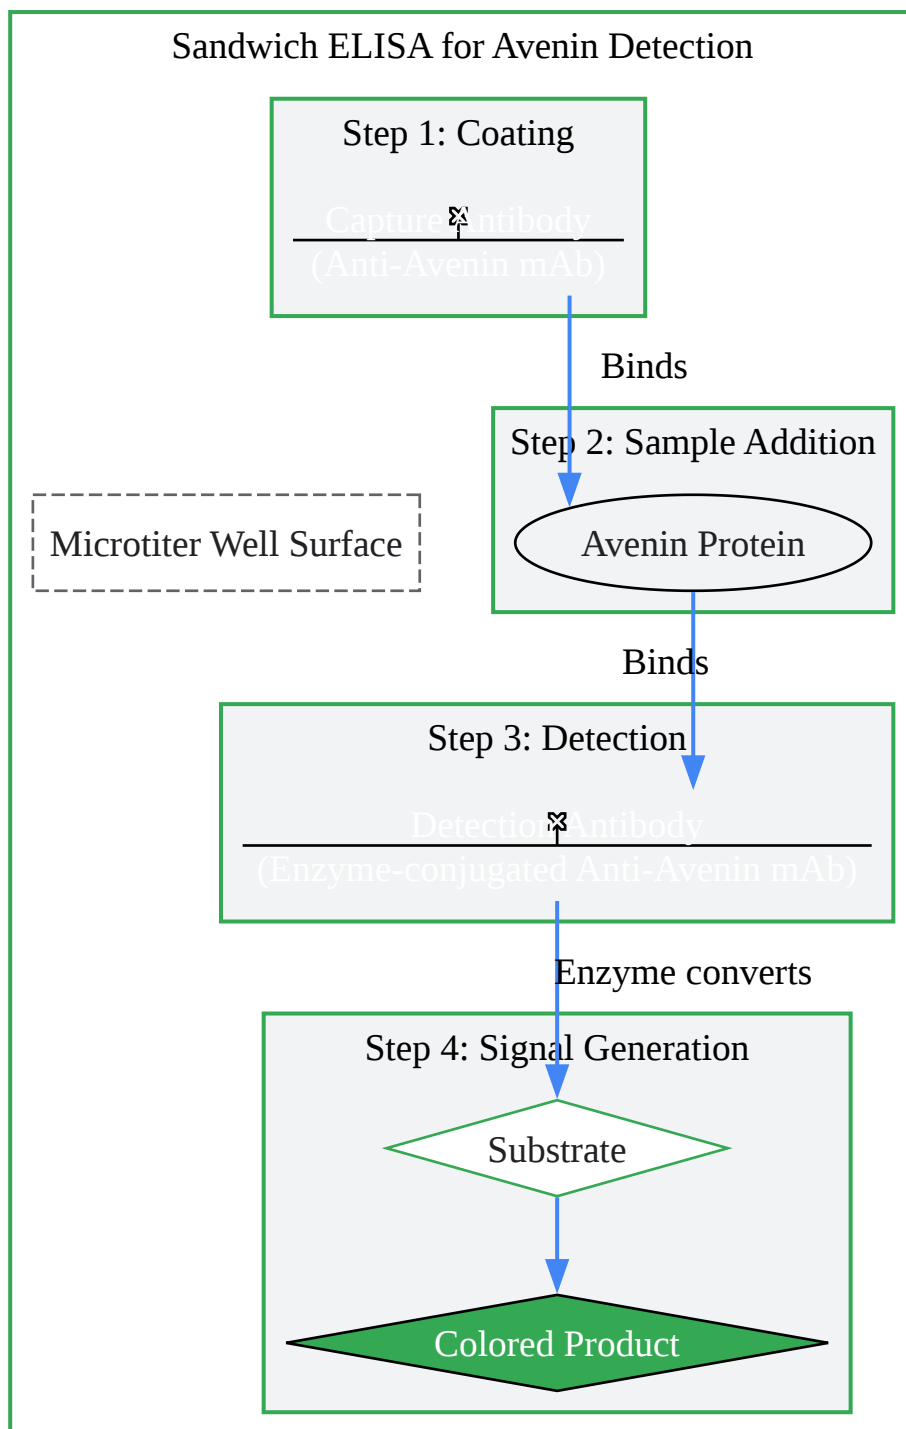 Sandwich ELISA for Avenin Detection
Step 1: Coating
Capture Antibody
(Anti-Avenin mAb)
Binds
Step 2: Sample Addition
Microtiter Well Surface
Avenin Protein
Binds
Step 3: Detection
Detection Antibody
(Enzyme-conjugated Anti-Avenin mAb)
Enzyme converts
Step 4: Signal Generation
Substrate
Colored Product